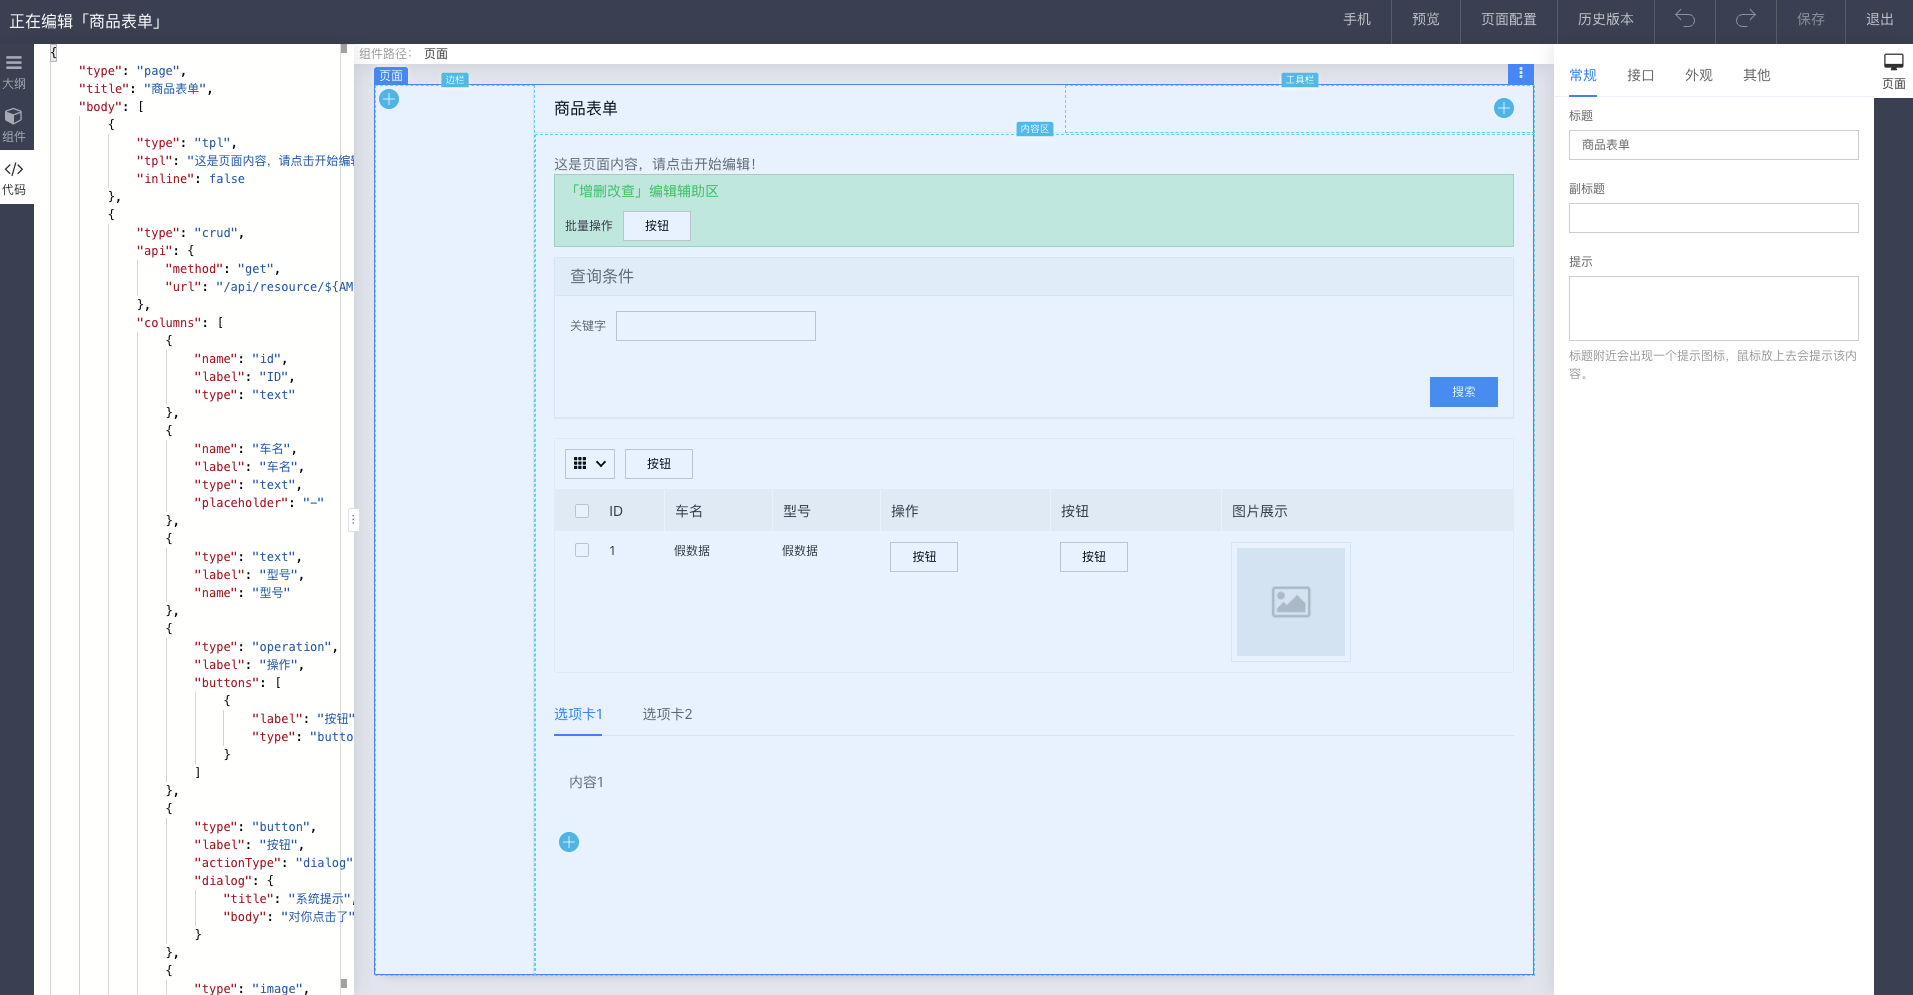 正在编辑「商品表单」
手机
预览
页面配置
历史版本
保存
退出
大纲
组件
代码
{
"type": "page",
"title": "商品表单",
"body": [
{
"type": "tpl",
"tpl": "这是页面内容，请点击开始编辑
"inline": false
},
{
"type": "crud",
"api": {
"method": "get",
"url": "/api/resource/${AM
},
"columns": [
{
"name": "id",
"label": "ID",
"type": "text"
},
{
"name": "车名",
"label": "车名",
"type": "text",
"placeholder": "-"
},
{
"type": "text",
"label": "型号",
"name": "型号"
},
{
"type": "operation",
"label": "操作",
"buttons": [
{
"label": "按钮"
"type": "butto
}
]
},
{
"type": "button",
"label": "按钮",
"actionType": "dialog"
"dialog": {
"title": "系统提示",
"body": "对你点击了"
}
},
{
"type": "image",
组件路径：
页面
页面
边栏
工具栏
商品表单
内容区
这是页面内容，请点击开始编辑！
「增删改查」编辑辅助区
批量操作
按钮
查询条件
关键字
搜索
按钮
ID
车名
型号
操作
按钮
图片展示
1
假数据
假数据
按钮
按钮
选项卡1
选项卡2
内容1
常规
接口
外观
其他
标题
商品表单
副标题
提示
标题附近会出现一个提示图标，鼠标放上去会提示该内
容。
页面